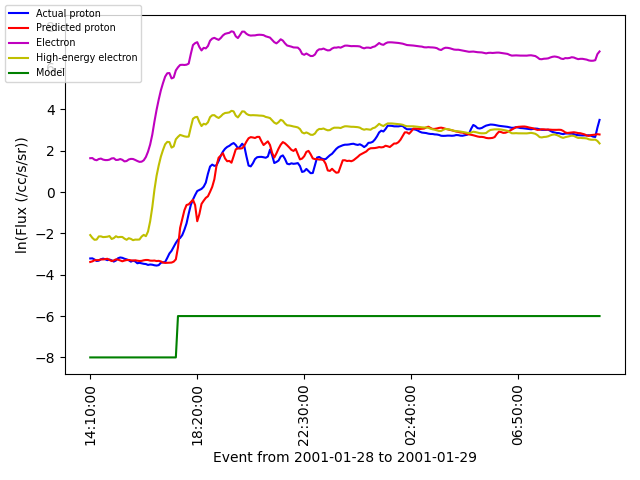 Actual proton
Predicted proton
Electron
High-energy electron
Model
4
2
0
−2
−4
−6
−8
ln(Flux (/cc/s/sr))
14:10:00
18:20:00
22:30:00
02:40:00
06:50:00
Event from 2001-01-28 to 2001-01-29